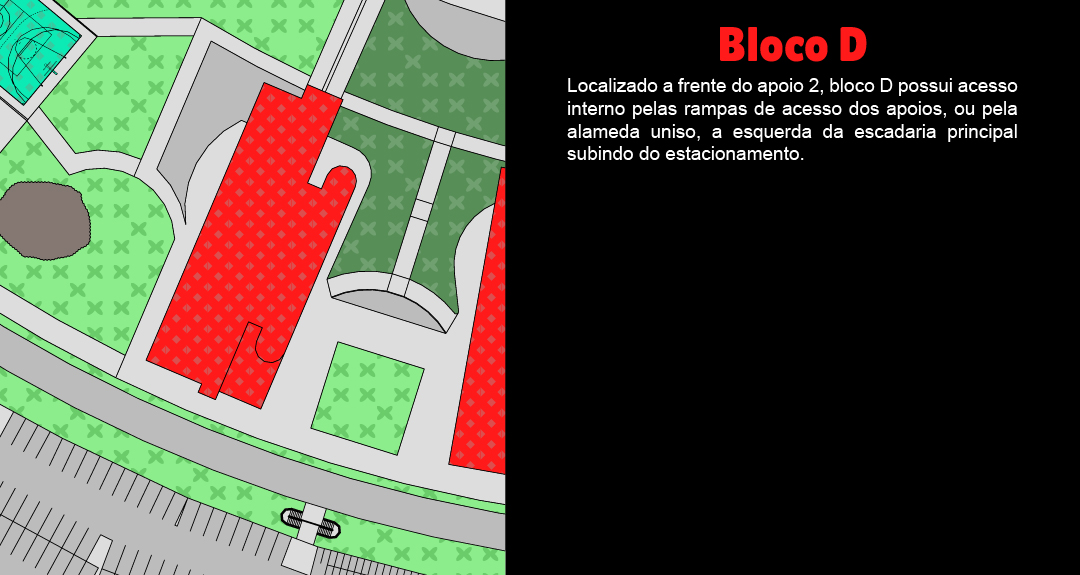 Bloco D
Localizado a frente do apoio 2, bloco D possui acesso
interno pelas rampas de acesso dos apoios, ou pela
alameda uniso, a esquerda da escadaria principal
subindo do estacionamento.